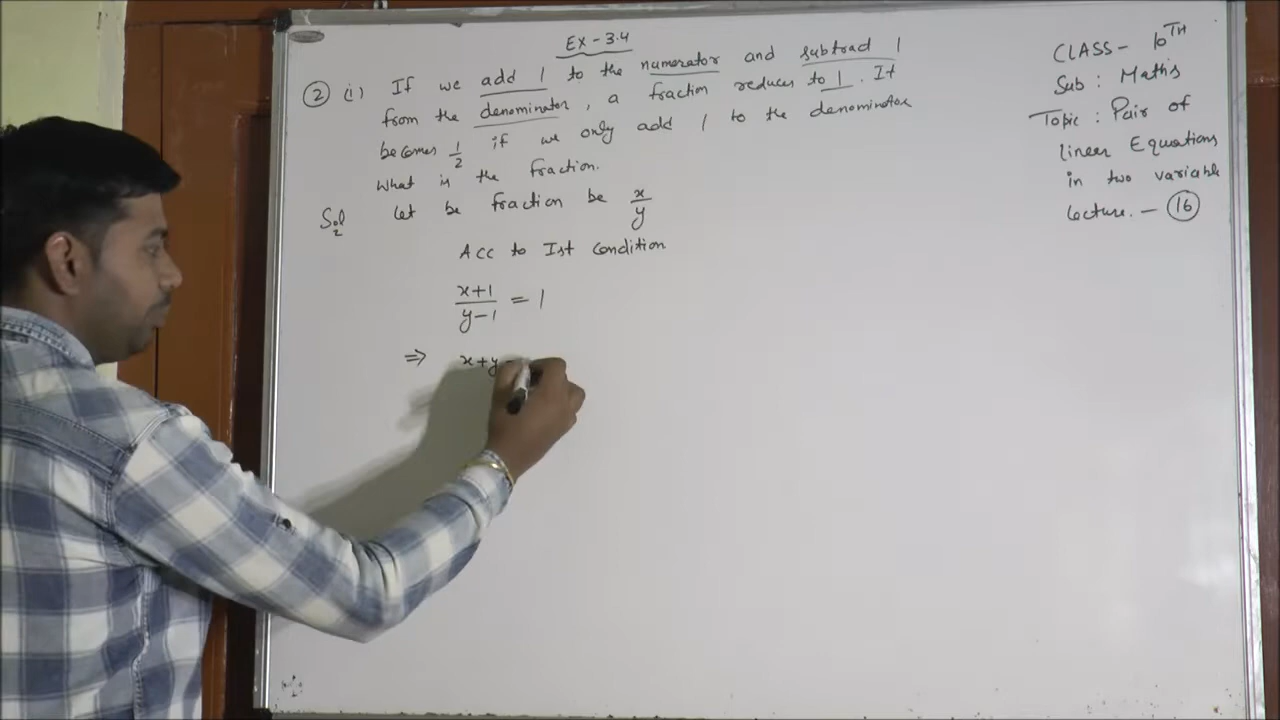 Ex - 3.4
② (i) If we add 1 to the numerator and subtract 1
from the denominator, a fraction reduces to 1. It
becomes 1/2 if we only add 1 to the denominator
What is the fraction.
Sol Let be fraction be x/y
Acc to Ist Condition
x+1/y-1 = 1
⇒ x+y
CLASS - 10TH
Sub : Maths
Topic : Pair of
linear Equations
in two variable
Lecture. - ⑯